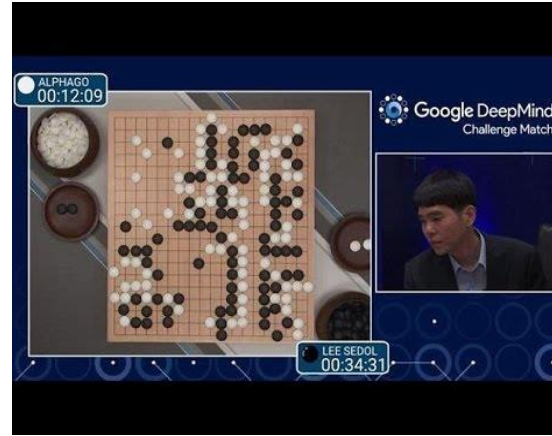 ALPHAGO
00:12:09
Google DeepMind
Challenge Match
LEE SEDOL
00:34:31